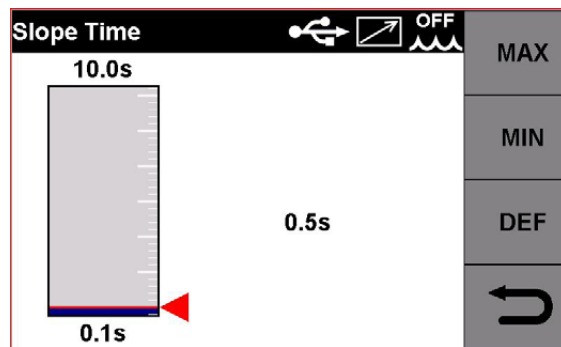 Slope Time
OFF
10.0s
0.5s
0.1s
MAX
MIN
DEF